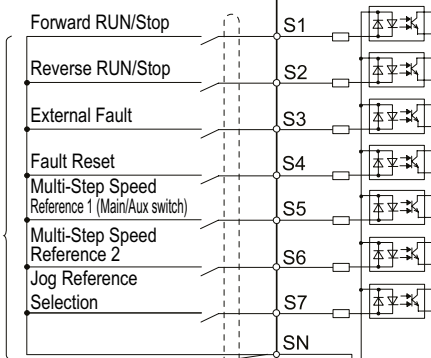 Forward RUN/Stop S1
Reverse RUN/Stop S2
External Fault S3
Fault Reset S4
Multi-Step Speed
Reference 1 (Main/Aux switch) S5
Multi-Step Speed
Reference 2 S6
Jog Reference
Selection S7
SN